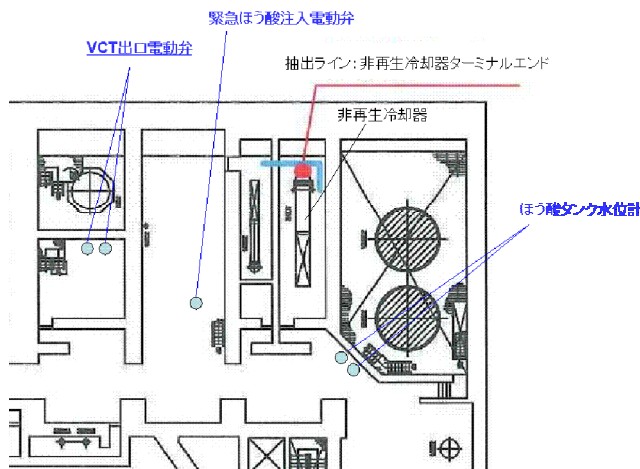 緊急ほう酸注入電動弁
VCT出口電動弁
抽出ライン：非再生冷却器ターミナルエンド
非再生冷却器
ほう酸タンク水位計